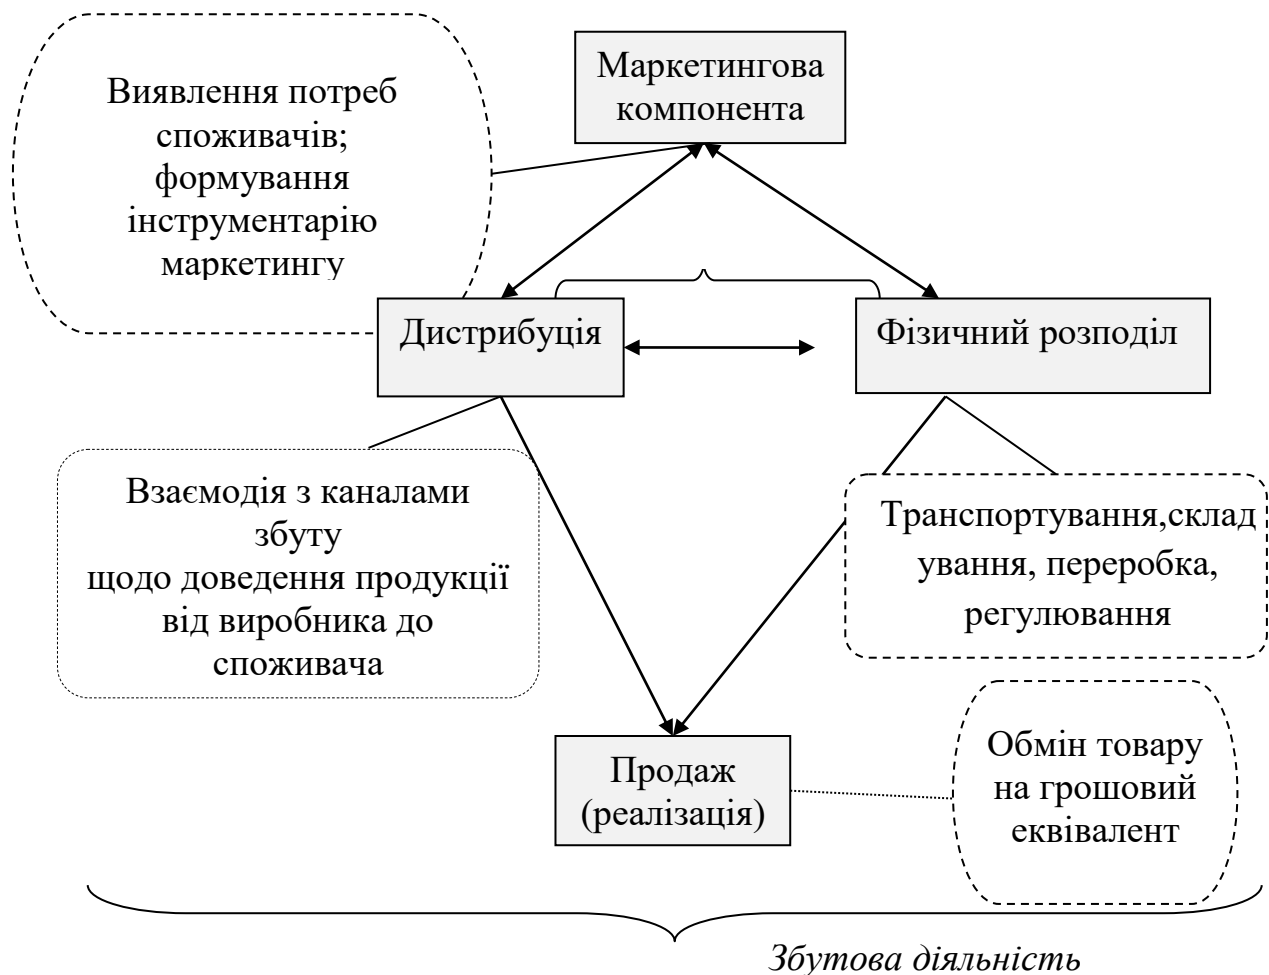 Маркетингова
компонента
Виявлення потреб
споживачів;
формування
інструментарію
маркетингу
Дистрибуція
Фізичний розподіл
Взаємодія з каналами
збуту
щодо доведення продукції
від виробника до
споживача
Транспортування,склад
ування, переробка,
регулювання
Продаж
(реалізація)
Обмін товару
на грошовий
еквівалент
Збутова діяльність